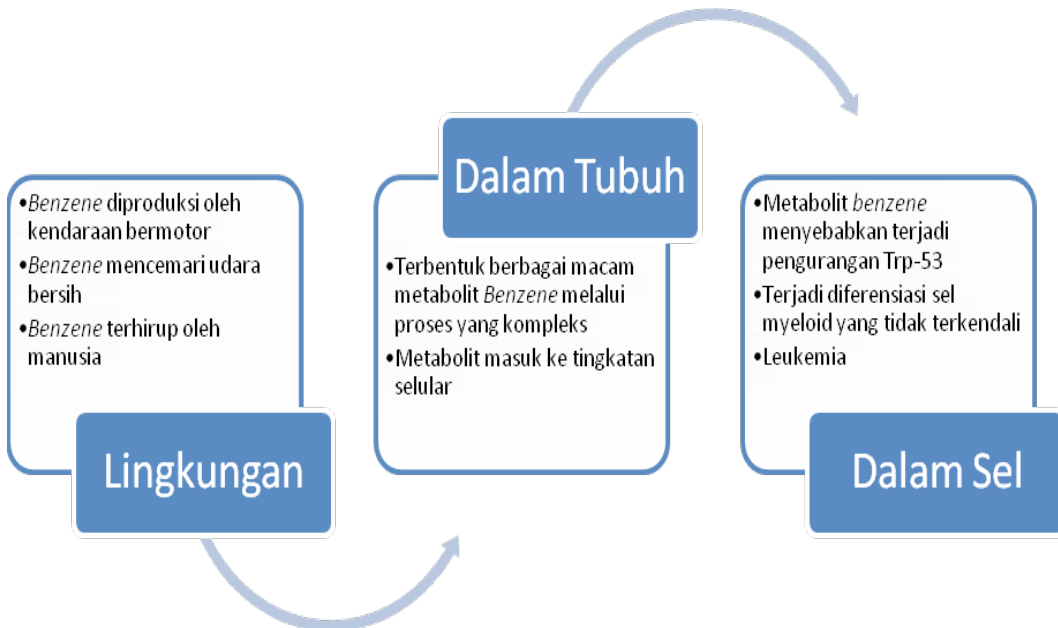 •Benzene diproduksi oleh
kendaraan bermotor
•Benzene mencemari udara
bersih
•Benzene terhirup oleh
manusia
Lingkungan
Dalam Tubuh
•Terbentuk berbagai macam
metabolit Benzene melalui
proses yang kompleks
•Metabolit masuk ke tingkatan
selular
•Metabolit benzene
menyebabkan terjadi
pengurangan Trp-53
•Terjadi diferensiasi sel
myeloid yang tidak terkendali
•Leukemia
Dalam Sel